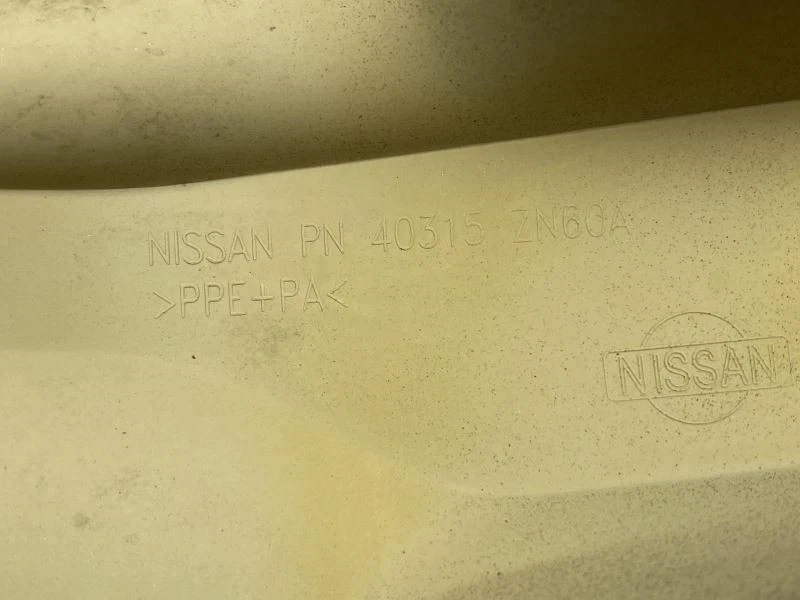 NISSAN PN 40315 ZN60A
>PPE+PA<
NISSAN